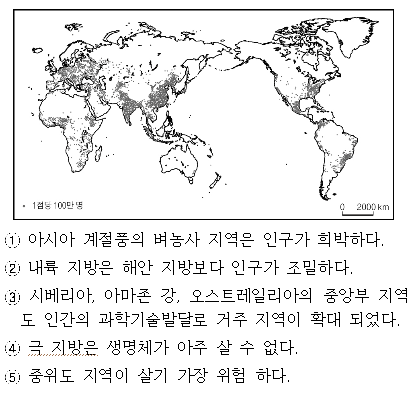 • 1점당 100만 명
0 2000 km
① 아시아 계절풍의 벼농사 지역은 인구가 희박하다.
② 내륙 지방은 해안 지방보다 인구가 조밀하다.
③ 시베리아, 아마존 강, 오스트레일리아의 중앙부 지역
도 인간의 과학기술발달로 거주 지역이 확대 되었다.
④ 극 지방은 생명체가 아주 살 수 없다.
⑤ 중위도 지역이 살기 가장 위험 하다.